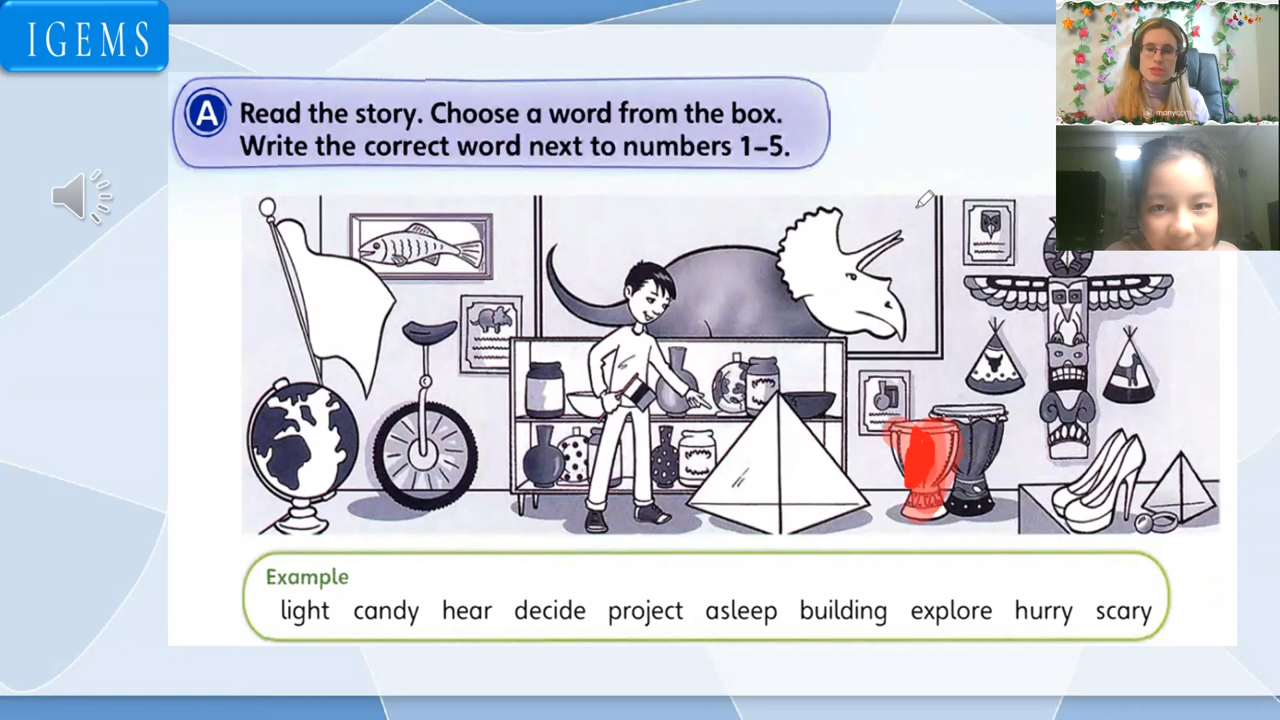 IGEMS
A Read the story. Choose a word from the box.
Write the correct word next to numbers 1–5.
Example
light candy hear decide project asleep building explore hurry scary